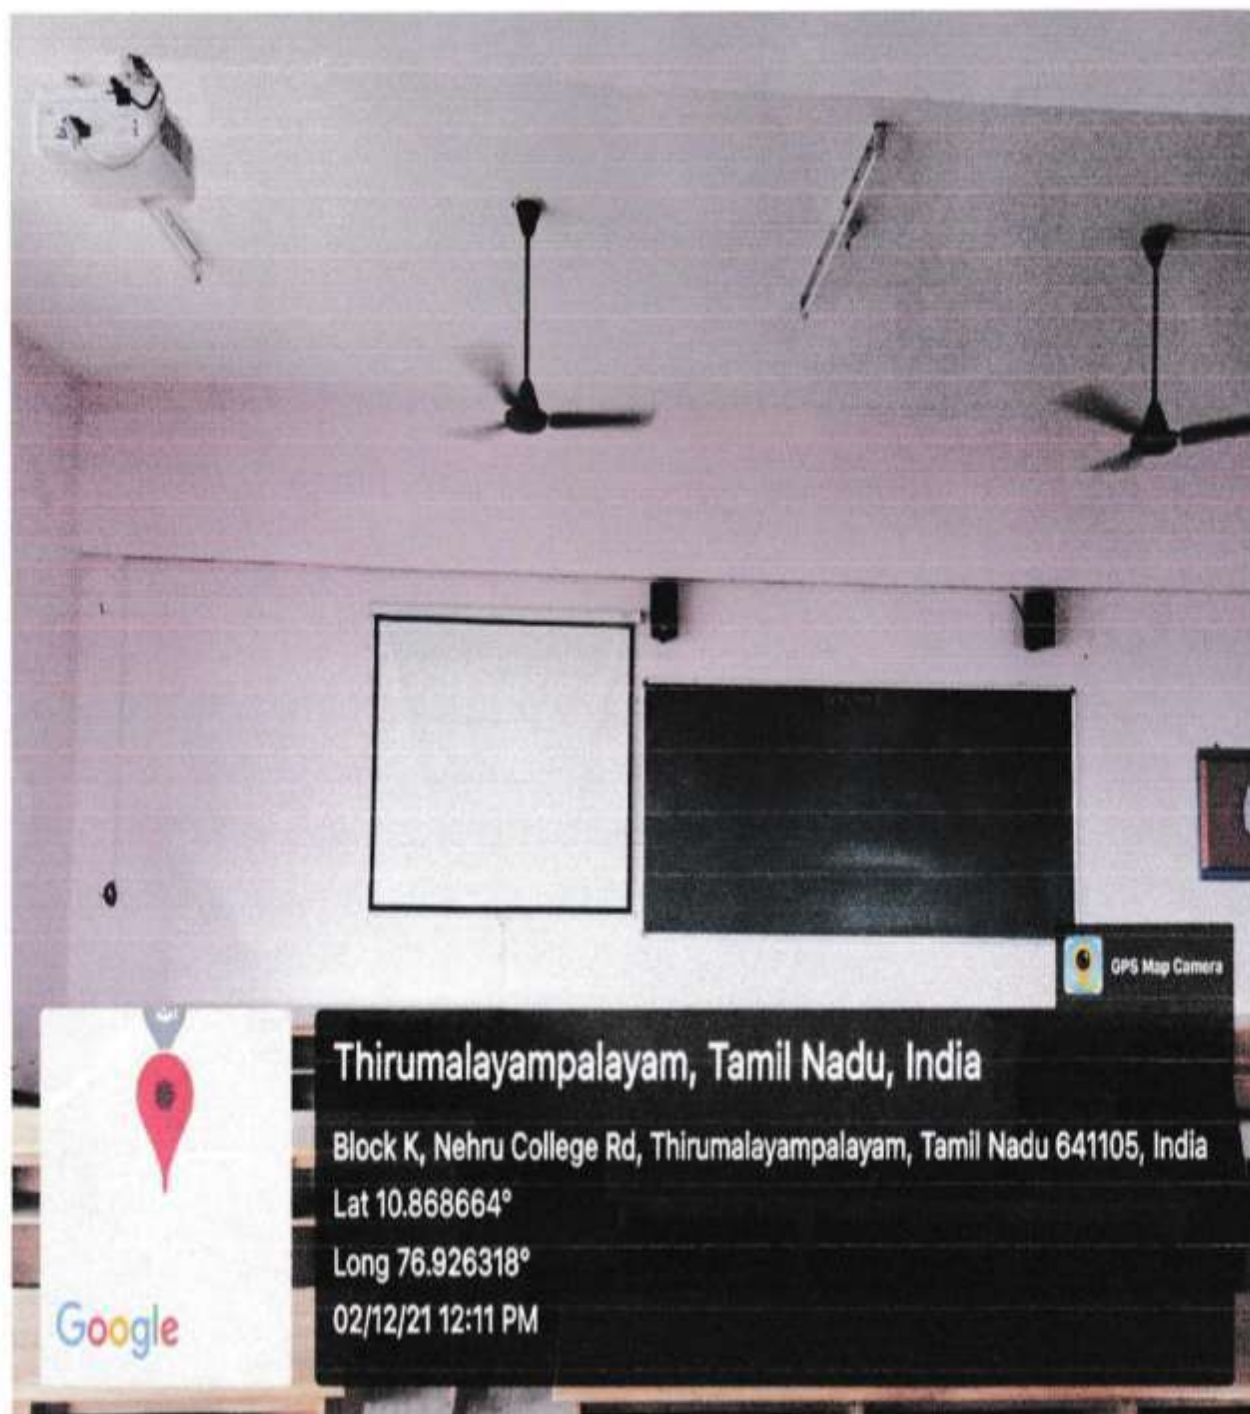 GPS Map Camera
Thirumalayampalayam, Tamil Nadu, India
Block K, Nehru College Rd, Thirumalayampalayam, Tamil Nadu 641105, India
Lat 10.868664°
Long 76.926318°
02/12/21 12:11 PM
Google